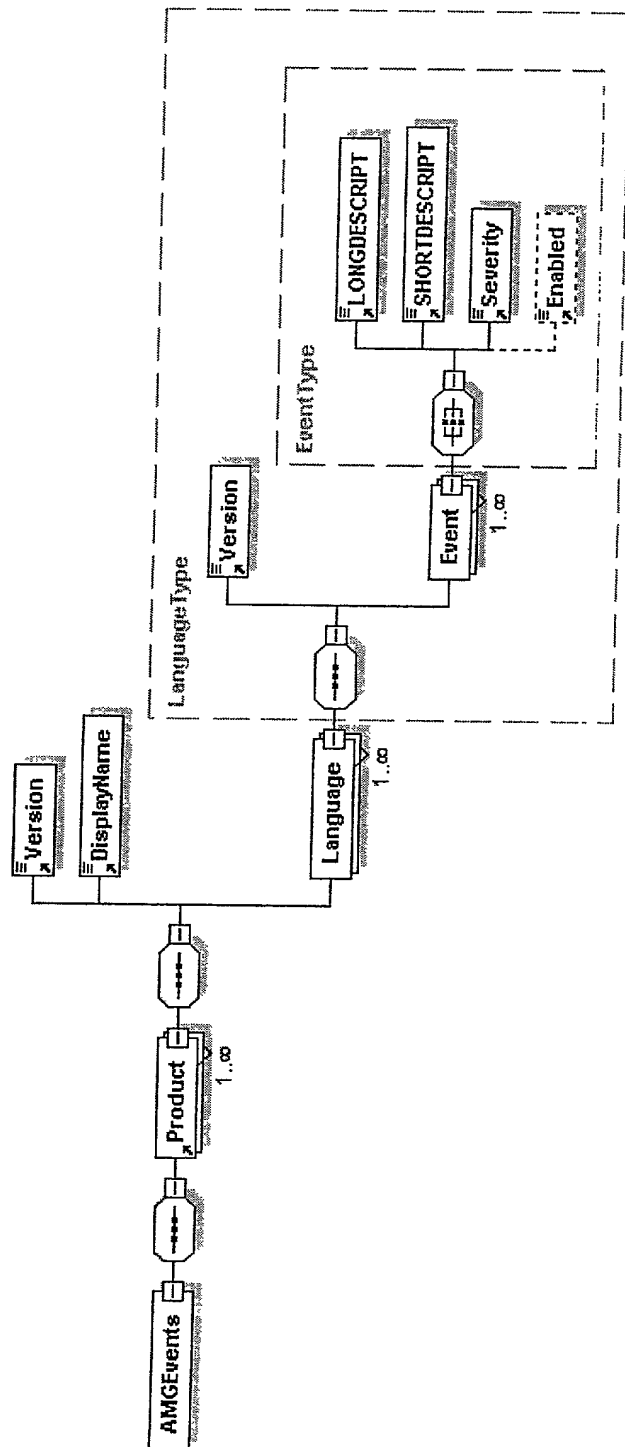 AMGEvents
Product
1..∞
Version
DisplayName
Language
1..∞
LanguageType
Version
Event
1..∞
EventType
LONGDESCRIPT
SHORTDESCRIPT
Severity
Enabled